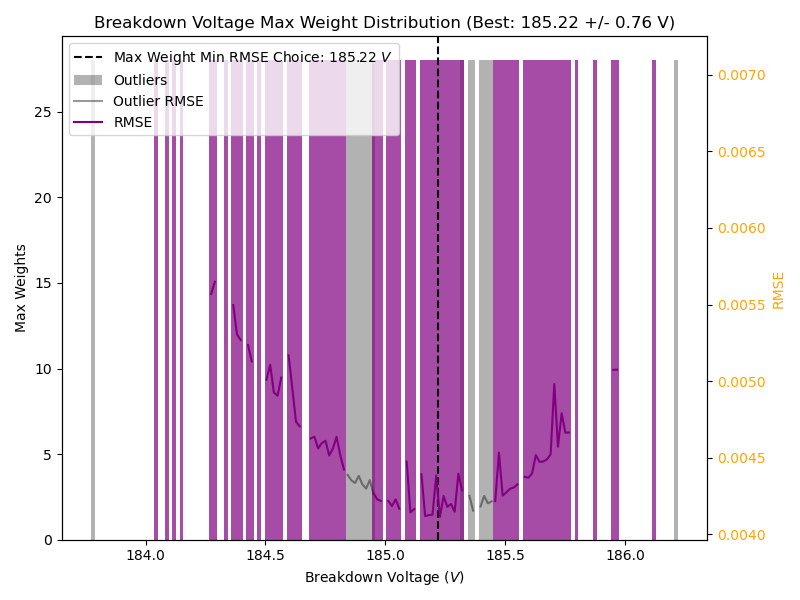 Breakdown Voltage Max Weight Distribution (Best: 185.22 +/- 0.76 V)
Max Weight Min RMSE Choice: 185.22 V
Outliers
Outlier RMSE
RMSE
Max Weights
25
20
15
10
5
0
0.0070
0.0065
0.0060
0.0055
0.0050
0.0045
0.0040
RMSE
184.0 184.5 185.0 185.5 186.0
Breakdown Voltage (V)